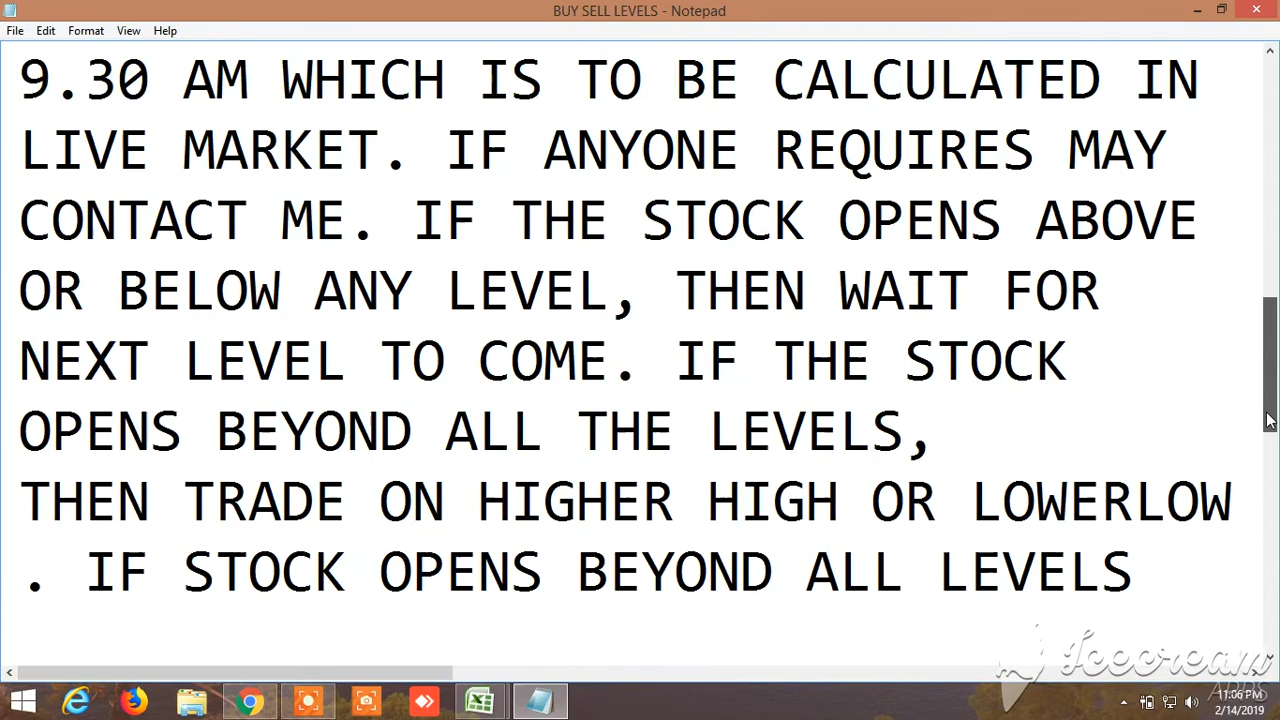 BUY SELL LEVELS - Notepad
File Edit Format View Help
9.30 AM WHICH IS TO BE CALCULATED IN
LIVE MARKET. IF ANYONE REQUIRES MAY
CONTACT ME. IF THE STOCK OPENS ABOVE
OR BELOW ANY LEVEL, THEN WAIT FOR
NEXT LEVEL TO COME. IF THE STOCK
OPENS BEYOND ALL THE LEVELS,
THEN TRADE ON HIGHER HIGH OR LOWERLOW
. IF STOCK OPENS BEYOND ALL LEVELS
Icecream
APPS
11:06 PM
2/14/2019